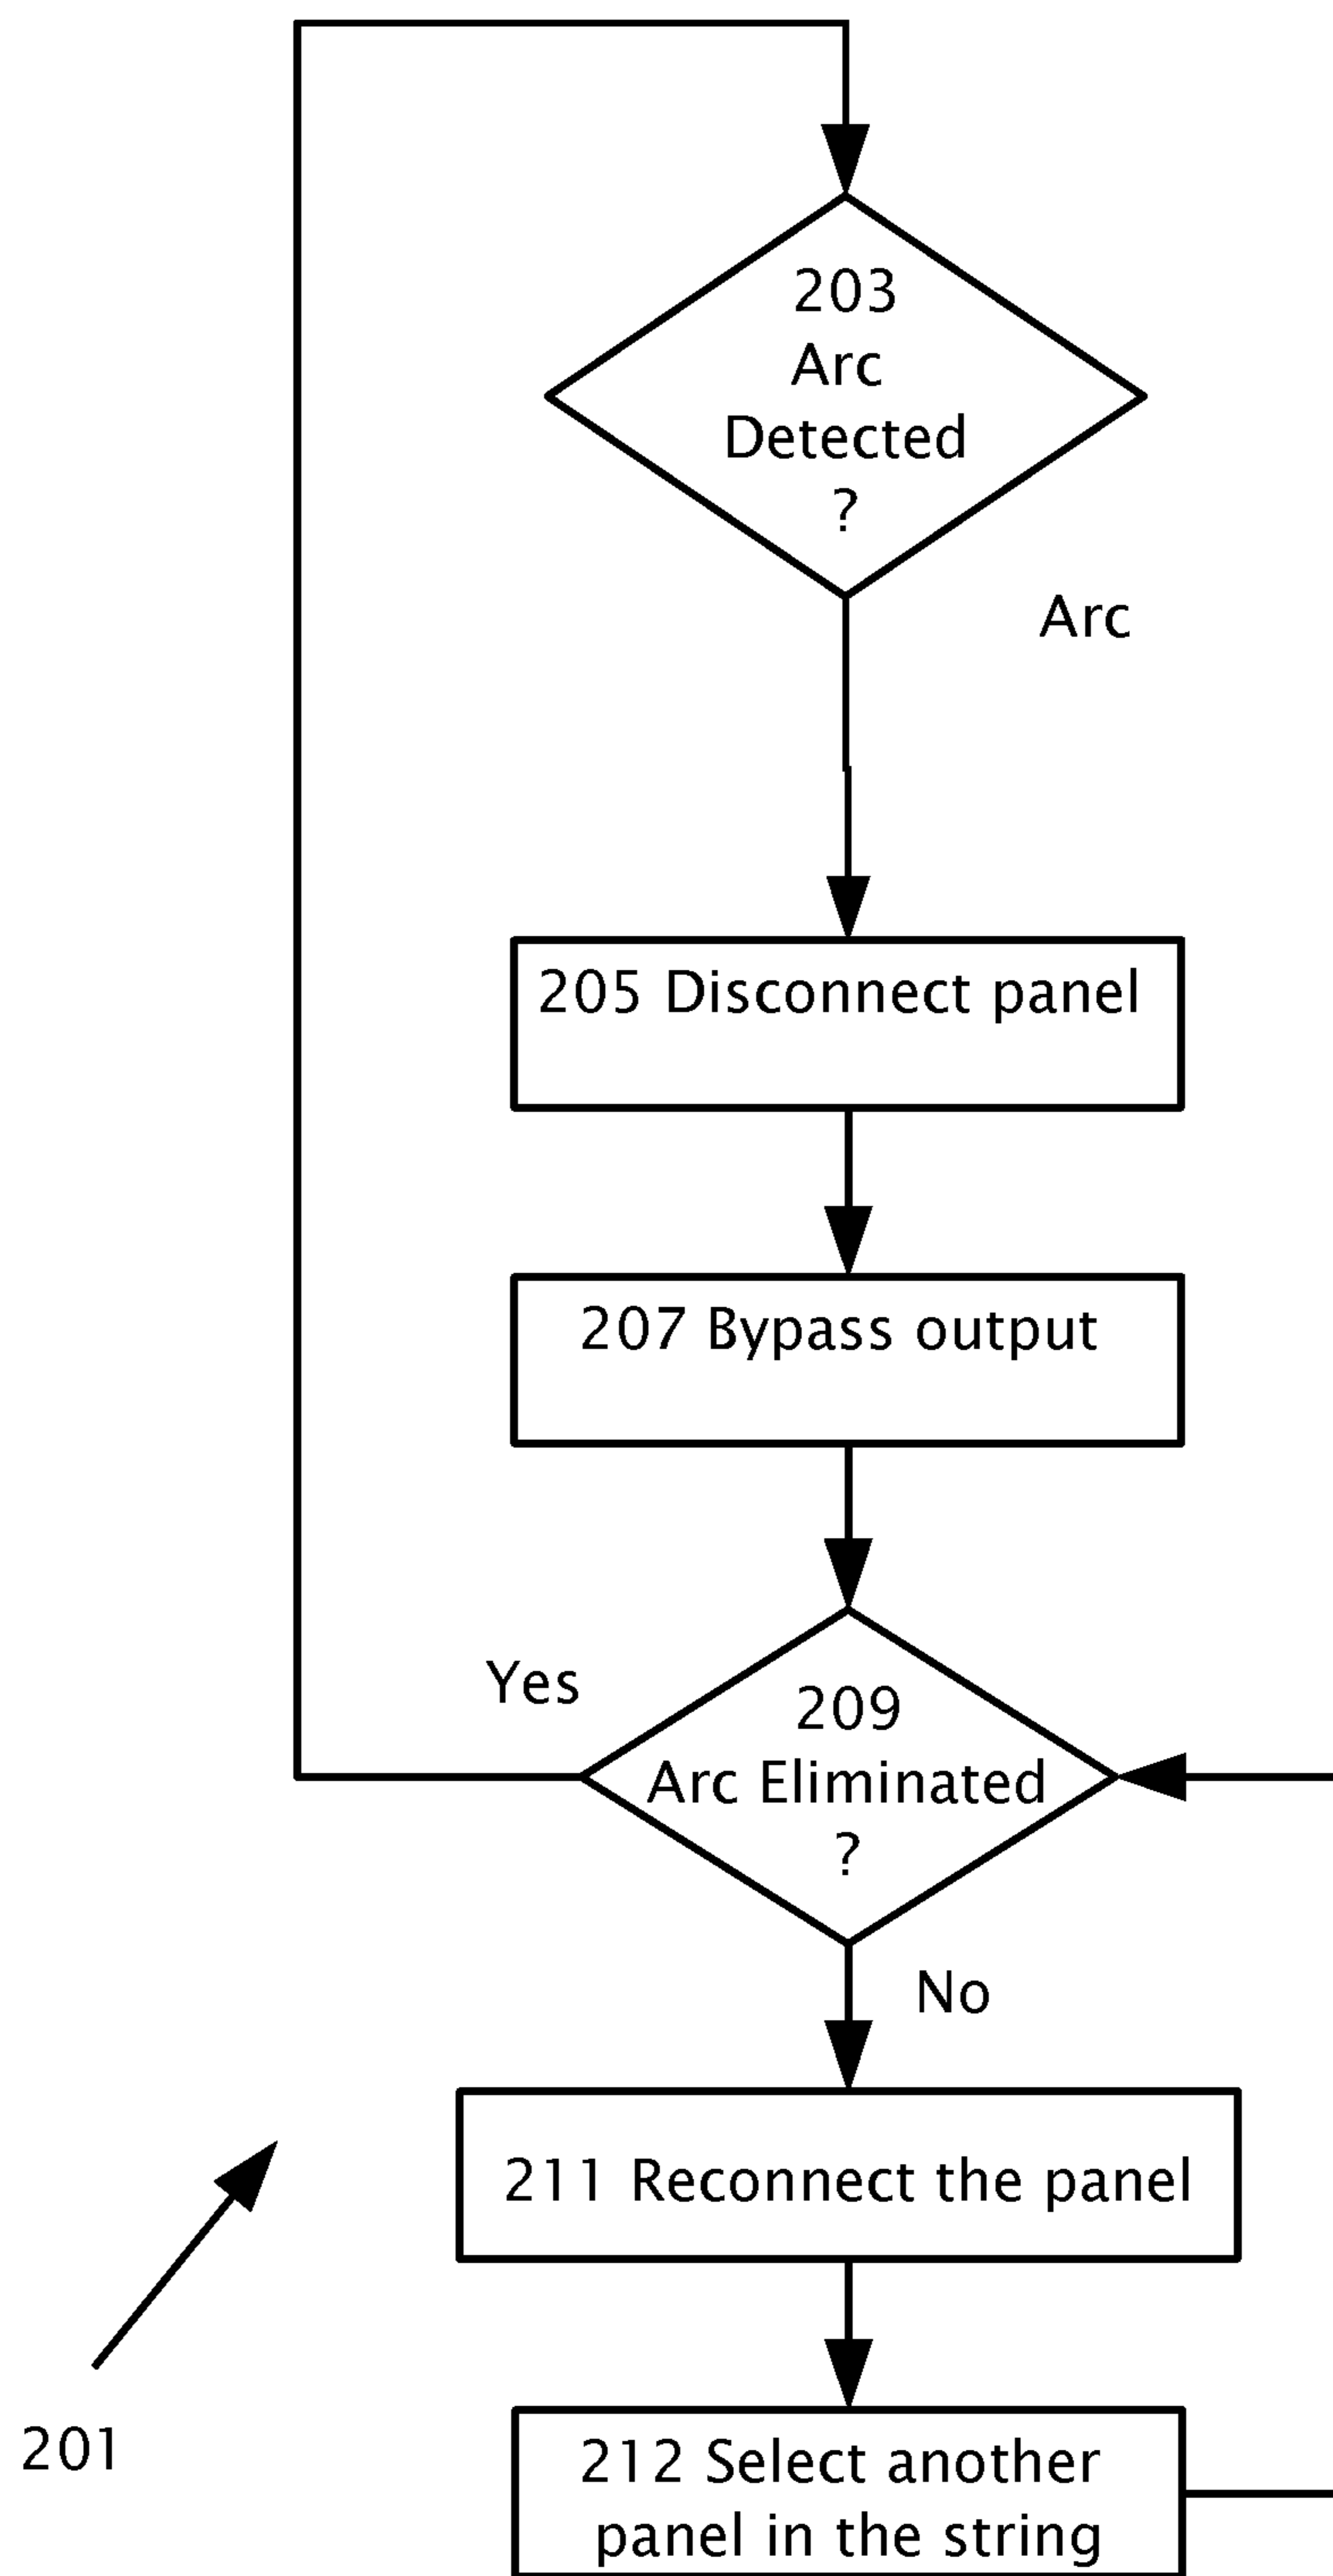 203
Arc
Detected
?
Arc
205 Disconnect panel
207 Bypass output
Yes
209
Arc Eliminated
?
No
211 Reconnect the panel
201
212 Select another
panel in the string